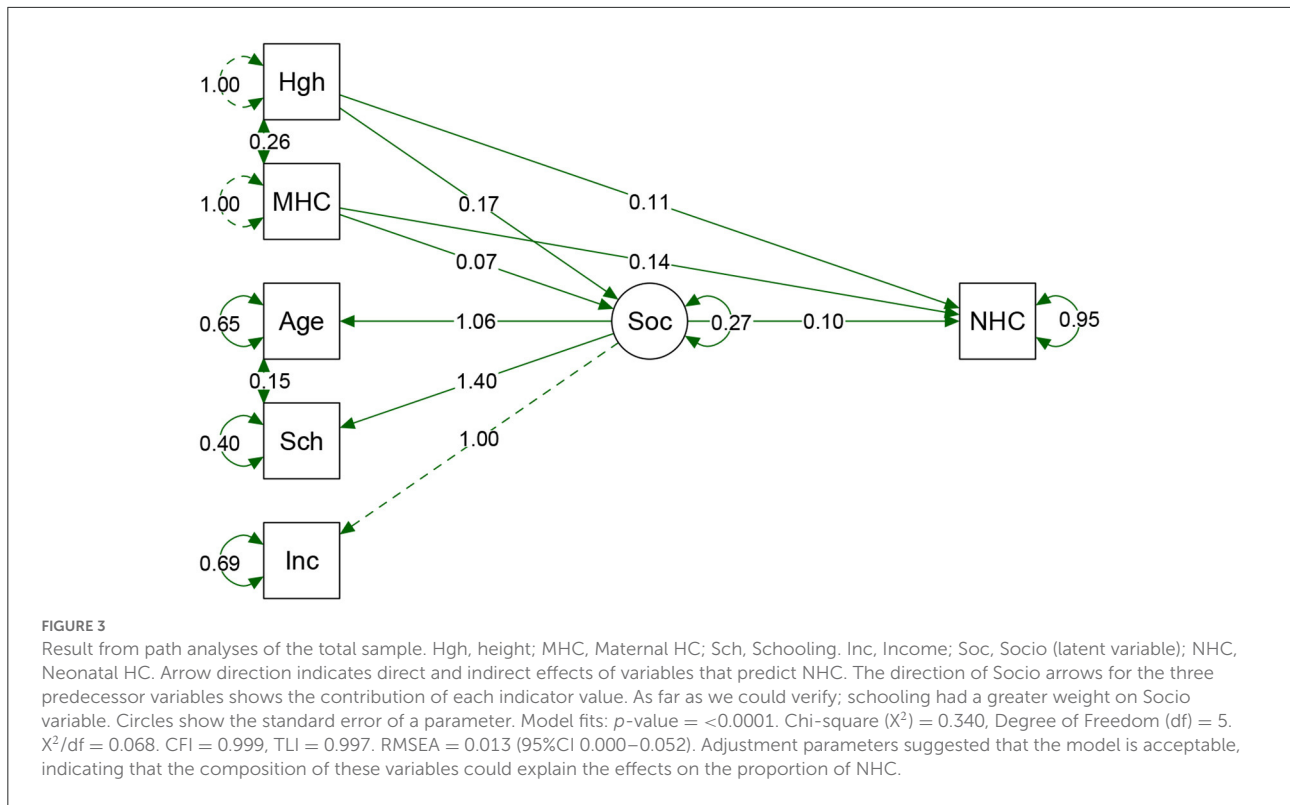 Hgh
1.00
0.26
MHC
1.00
0.17
0.11
0.07
0.14
Age
0.65
1.06
Soc
0.27
0.10
NHC
0.95
0.15
1.40
Sch
0.40
1.00
Inc
0.69
FIGURE 3
Result from path analyses of the total sample. Hgh, height; MHC, Maternal HC; Sch, Schooling. Inc, Income; Soc, Socio (latent variable); NHC,
Neonatal HC. Arrow direction indicates direct and indirect effects of variables that predict NHC. The direction of Socio arrows for the three
predecessor variables shows the contribution of each indicator value. As far as we could verify; schooling had a greater weight on Socio
variable. Circles show the standard error of a parameter. Model fits: p-value = <0.0001. Chi-square (X²) = 0.340, Degree of Freedom (df) = 5.
X²/df = 0.068. CFI = 0.999, TLI = 0.997. RMSEA = 0.013 (95%CI 0.000–0.052). Adjustment parameters suggested that the model is acceptable,
indicating that the composition of these variables could explain the effects on the proportion of NHC.